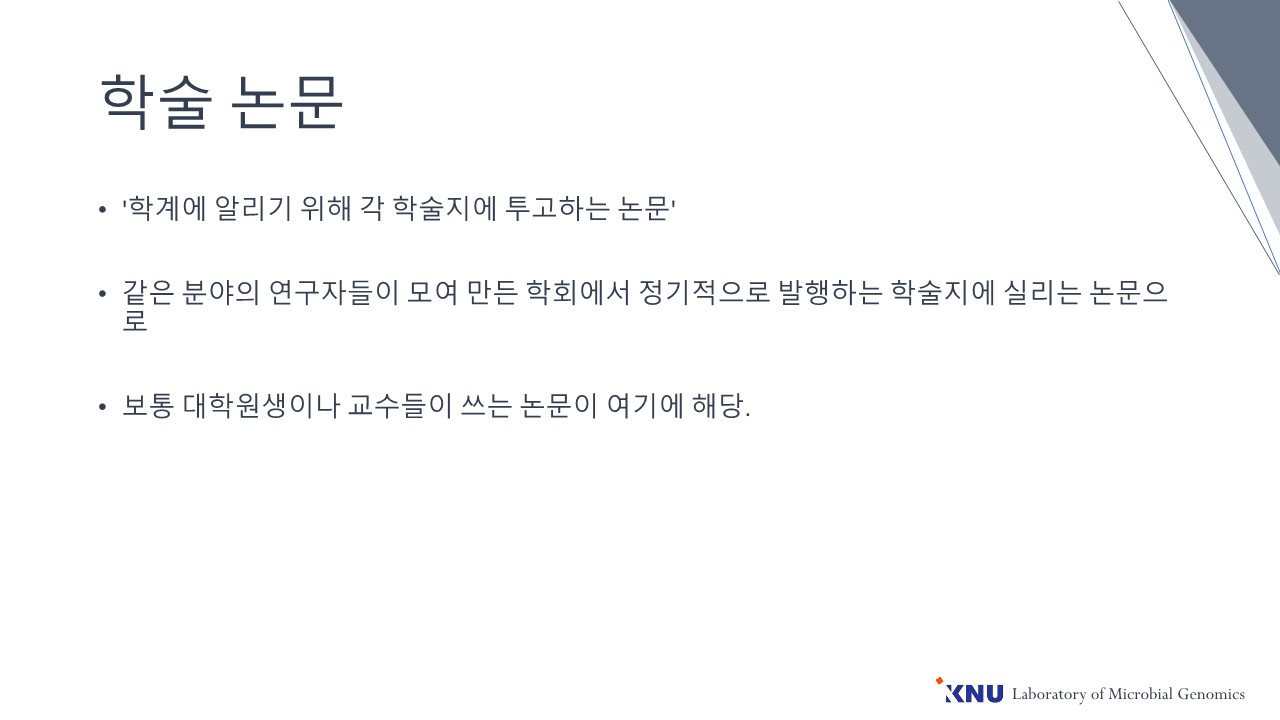 학술 논문
• '학계에 알리기 위해 각 학술지에 투고하는 논문'
• 같은 분야의 연구자들이 모여 만든 학회에서 정기적으로 발행하는 학술지에 실리는 논문으
로
• 보통 대학원생이나 교수들이 쓰는 논문이 여기에 해당.
KNU Laboratory of Microbial Genomics